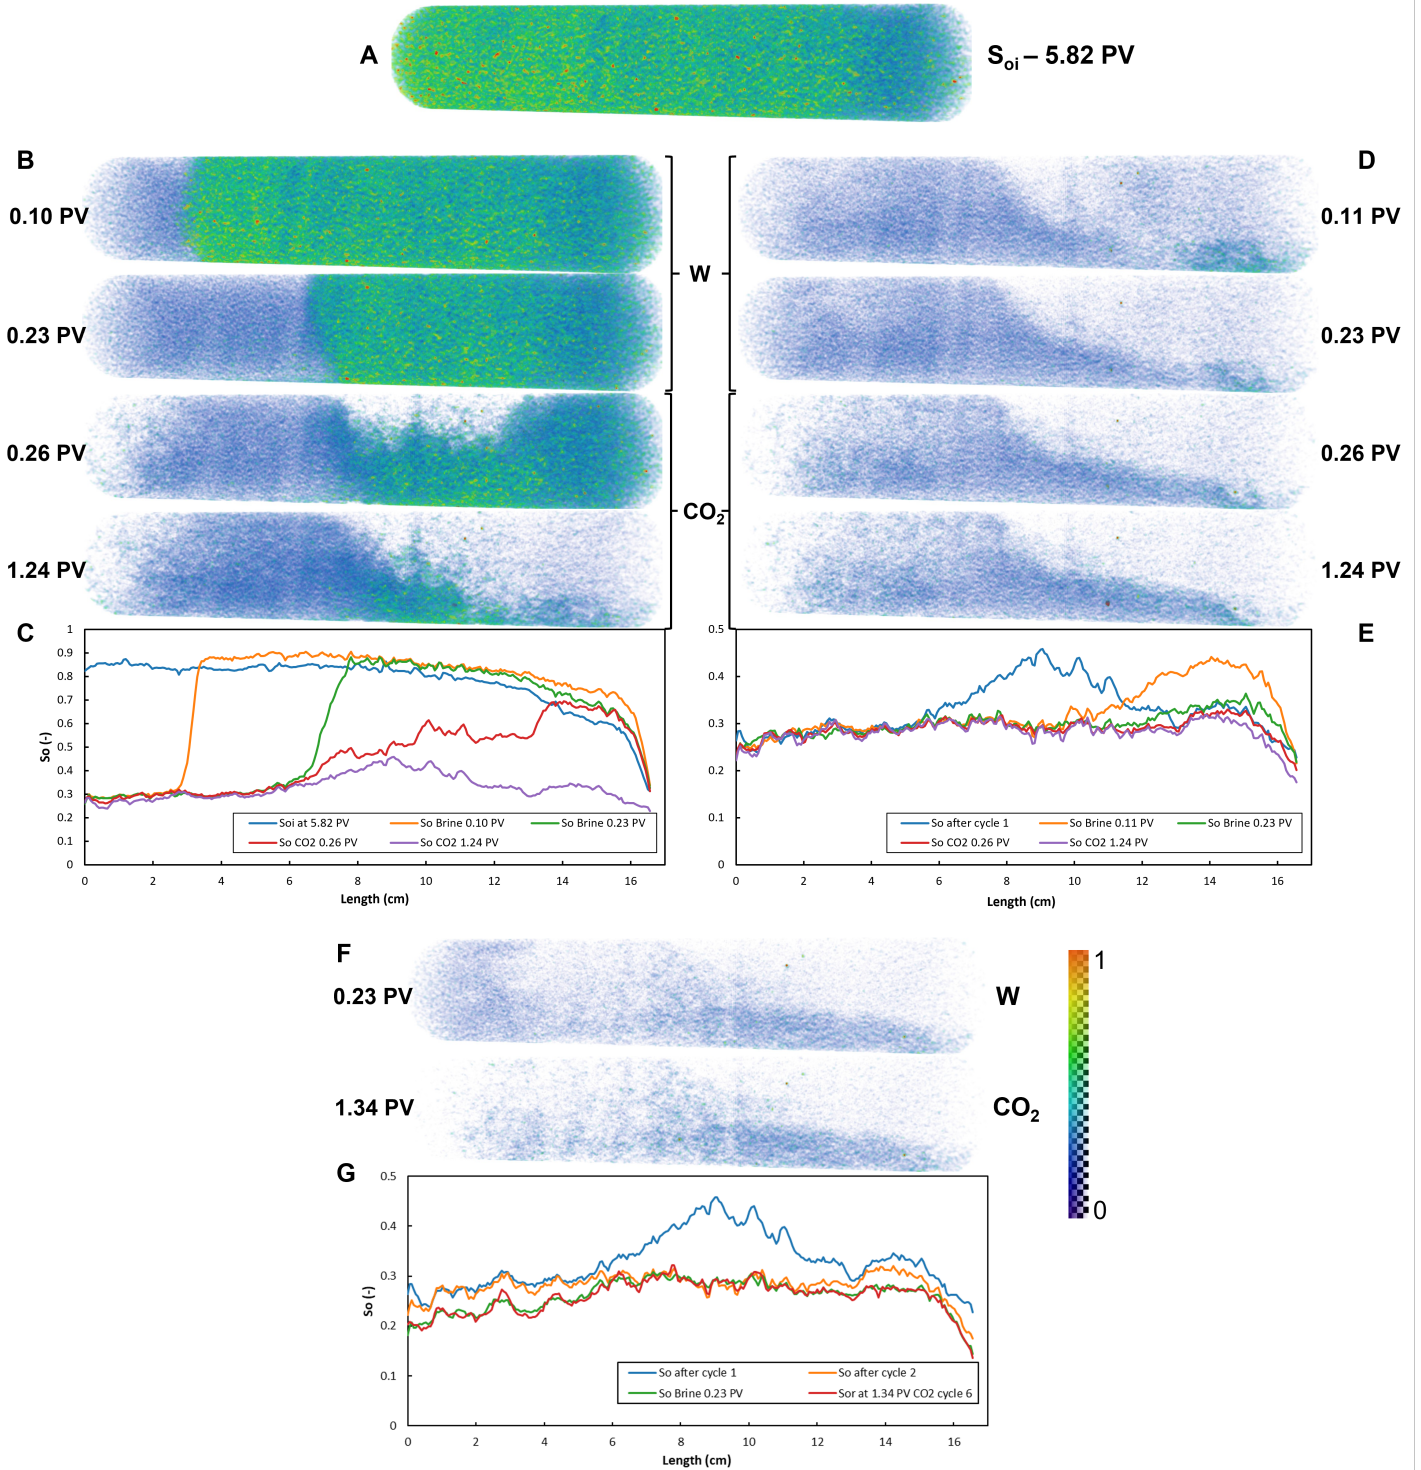 A
Soi – 5.82 PV
B
D
0.10 PV
0.11 PV
W
0.23 PV
0.23 PV
0.26 PV
0.26 PV
CO2
1.24 PV
1.24 PV
C
E
1
0.9
0.8
0.7
0.6
0.5
0.4
0.3
0.2
0.1
0
So (-)
Soi at 5.82 PV
So Brine 0.10 PV
So Brine 0.23 PV
So CO2 0.26 PV
So CO2 1.24 PV
0 2 4 6 8 10 12 14 16
Length (cm)
0.5
0.4
0.3
0.2
0.1
0
So after cycle 1
So Brine 0.11 PV
So Brine 0.23 PV
So CO2 0.26 PV
So CO2 1.24 PV
0 2 4 6 8 10 12 14 16
Length (cm)
F
0.23 PV
W
1
1.34 PV
CO2
0
G
0.5
0.4
0.3
0.2
0.1
0
So (-)
So after cycle 1
So after cycle 2
So Brine 0.23 PV
Sor at 1.34 PV CO2 cycle 6
0 2 4 6 8 10 12 14 16
Length (cm)